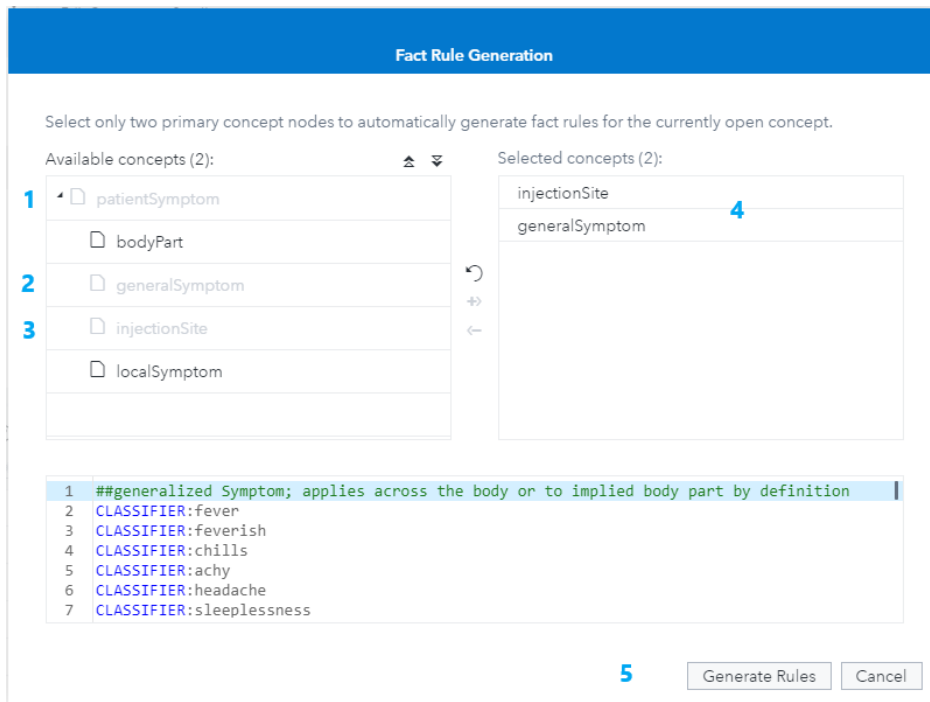 Fact Rule Generation
Select only two primary concept nodes to automatically generate fact rules for the currently open concept.
Available concepts (2):
Selected concepts (2):
1 patientSymptom
bodyPart
2 generalSymptom
3 injectionSite
localSymptom
injectionSite
4
generalSymptom
1 ##generalized Symptom; applies across the body or to implied body part by definition
2 CLASSIFIER:fever
3 CLASSIFIER:feverish
4 CLASSIFIER:chills
5 CLASSIFIER:achy
6 CLASSIFIER:headache
7 CLASSIFIER:sleeplessness
5 Generate Rules Cancel